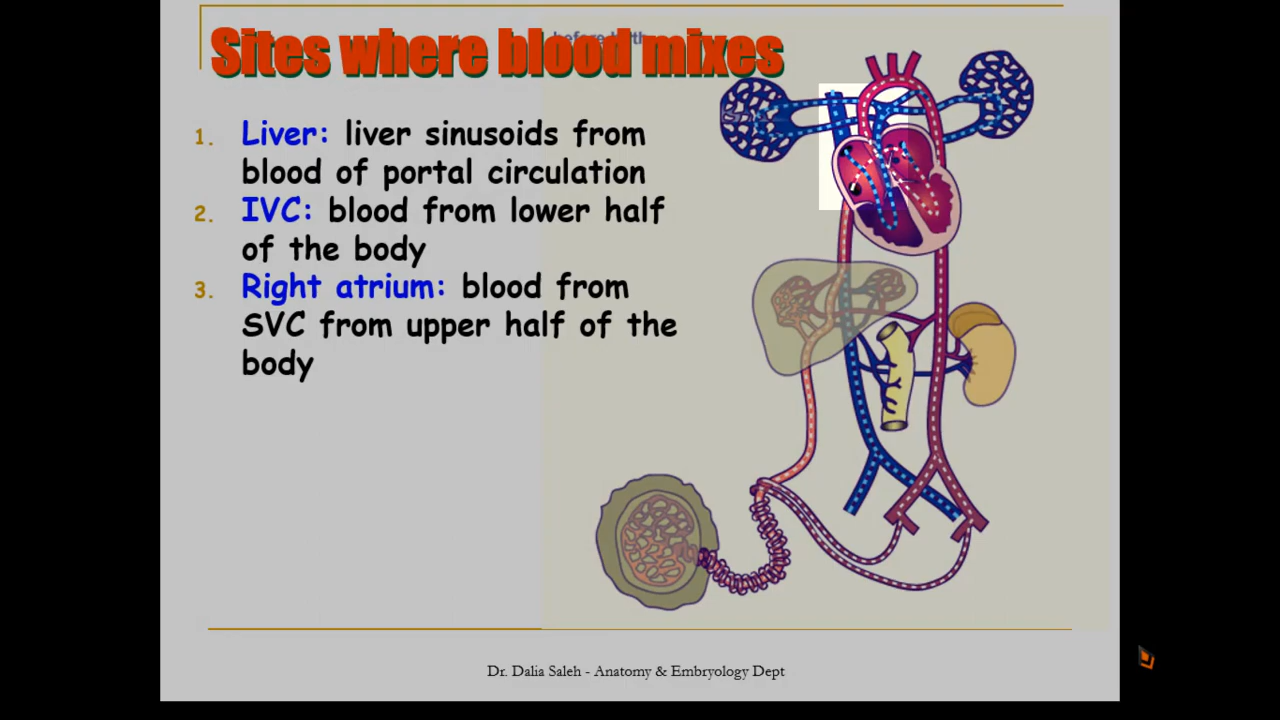 before birth
Sites where blood mixes
1. Liver: liver sinusoids from
blood of portal circulation
2. IVC: blood from lower half
of the body
3. Right atrium: blood from
SVC from upper half of the
body
Dr. Dalia Saleh - Anatomy & Embryology Dept